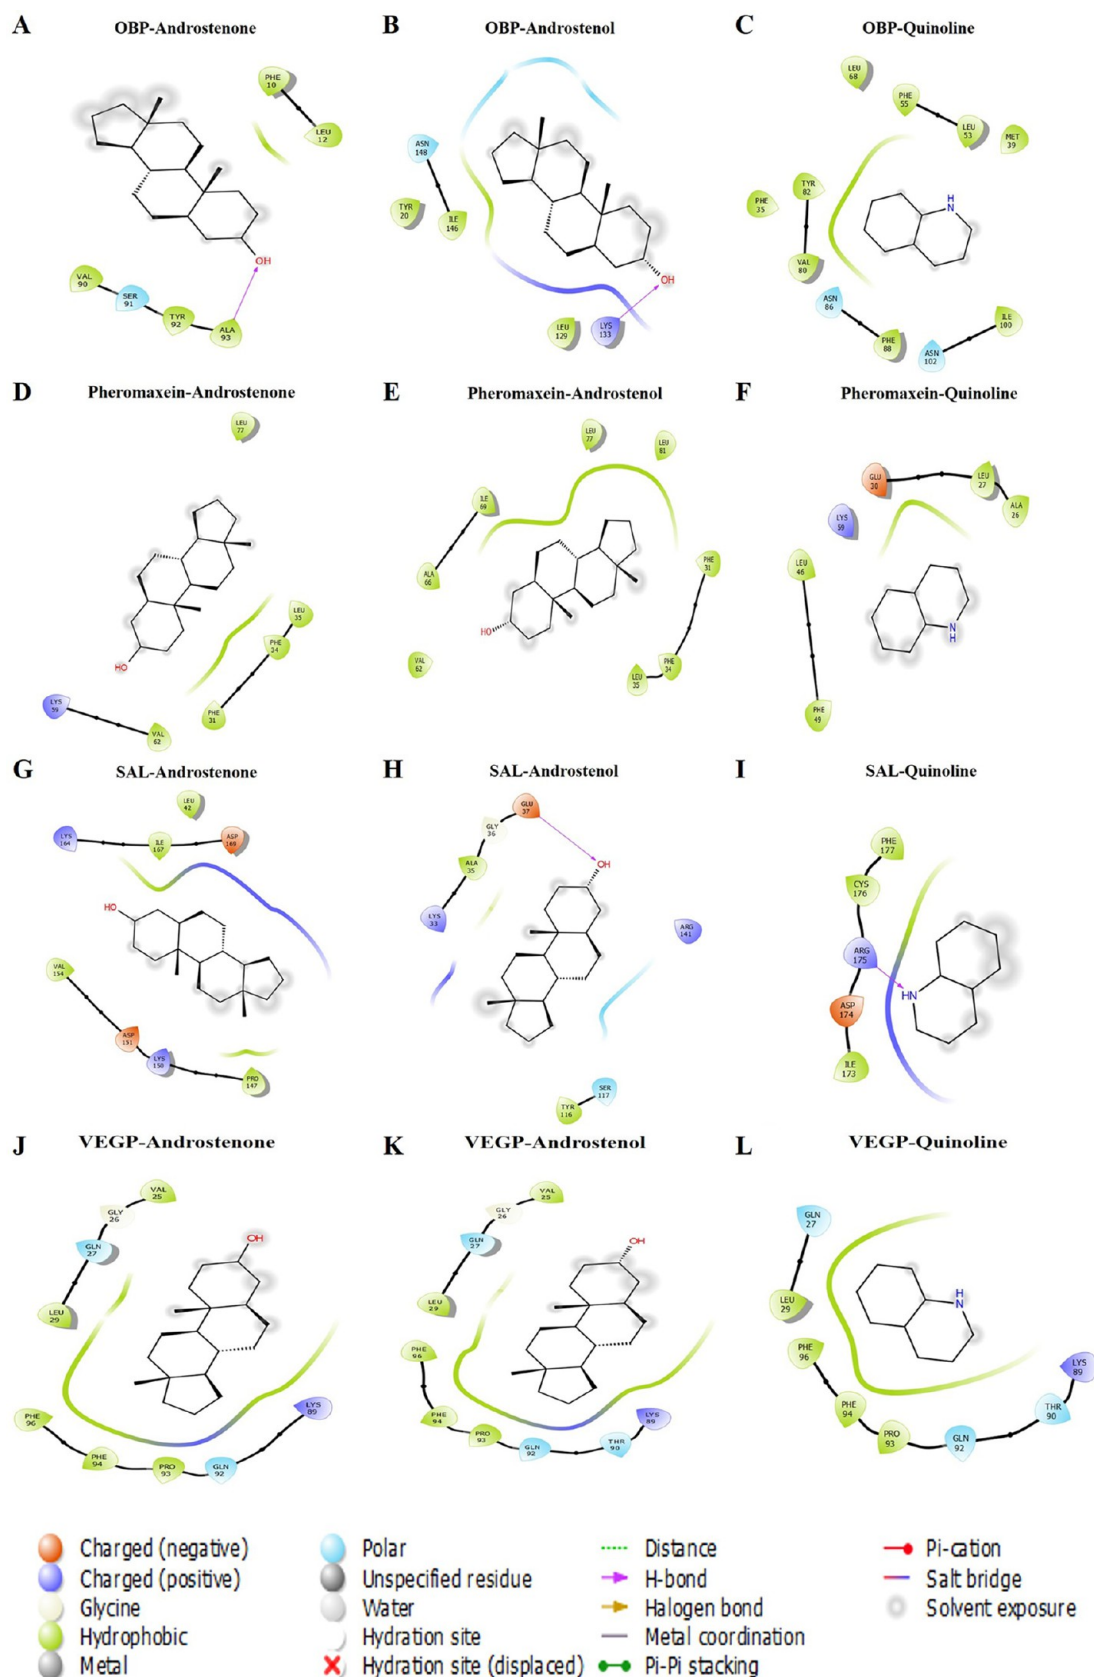 A OBP-Androstenone
PHE 10
LEU 12
OH
VAL 90
SER 91
TYR 92
ALA 93
B OBP-Androstenol
ASN 148
TYR 20
ILE 146
OH
LEU 129
LYS 133
C OBP-Quinoline
LEU 68
PHE 55
LEU 53
MET 39
TYR 82
PHE 35
H
N
VAL 80
ASN 86
PHE 88
ILE 100
ASN 102
D Pheromaxein-Androstenone
LEU 77
LEU 35
PHE 34
HO
LYS 59
PHE 31
VAL 62
E Pheromaxein-Androstenol
LEU 77
LEU 81
ILE 69
ALA 66
PHE 31
HO
VAL 62
LEU 35
PHE 34
F Pheromaxein-Quinoline
GLU 30
LEU 27
ALA 26
LYS 59
LEU 46
N
H
PHE 49
G SAL-Androstenone
LEU 42
LYS 164
ILE 167
ASP 168
HO
VAL 154
ASP 151
LYS 150
PRO 147
H SAL-Androstenol
GLU 37
GLY 36
ALA 35
OH
LYS 33
ARG 141
SER 117
TYR 116
I SAL-Quinoline
PHE 177
CYS 176
ARG 175
HN
ASP 174
ILE 173
J VEGP-Androstenone
VAL 25
GLY 26
GLN 27
OH
LEU 29
LYS 89
PHE 96
PHE 94
PRO 93
GLN 92
K VEGP-Androstenol
VAL 25
GLY 26
GLN 27
OH
LEU 29
PHE 96
PHE 94
PRO 93
GLN 92
THR 90
LYS 89
L VEGP-Quinoline
GLN 27
LEU 29
H
N
PHE 96
LYS 89
PHE 94
THR 90
PRO 93
GLN 92
Charged (negative)
Charged (positive)
Glycine
Hydrophobic
Metal
Polar
Unspecified residue
Water
Hydration site
Hydration site (displaced)
Distance
H-bond
Halogen bond
Metal coordination
Pi-Pi stacking
Pi-cation
Salt bridge
Solvent exposure